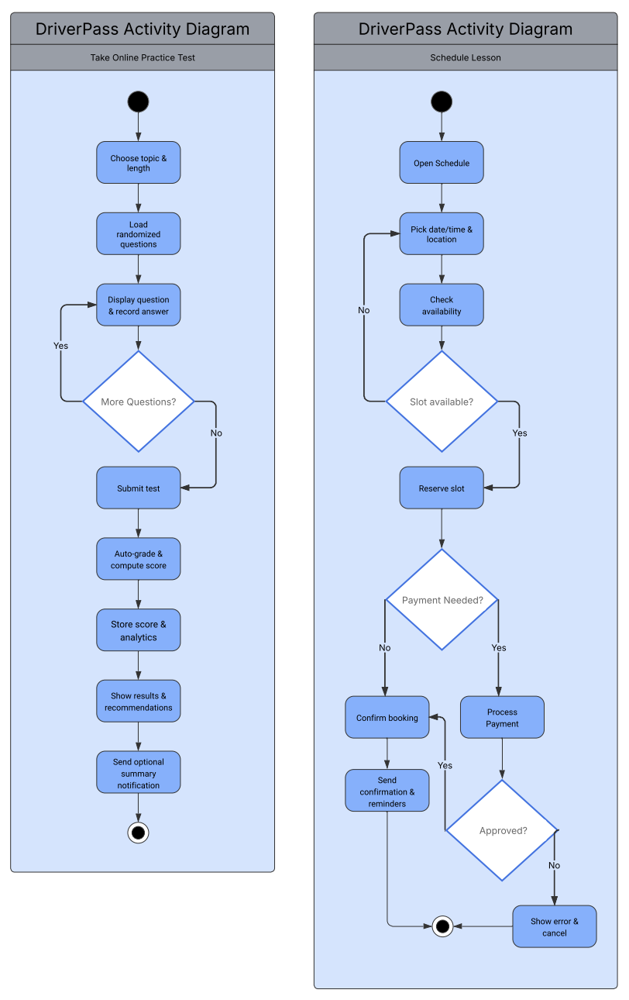 DriverPass Activity Diagram
Take Online Practice Test
Choose topic &
length
Load
randomized
questions
Display question
& record answer
Yes
More Questions?
No
Submit test
Auto-grade &
compute score
Store score &
analytics
Show results &
recommendations
Send optional
summary
notification
DriverPass Activity Diagram
Schedule Lesson
Open Schedule
Pick date/time &
location
Check
availability
No
Slot available?
Yes
Reserve slot
Payment Needed?
No
Yes
Confirm booking
Process
Payment
Yes
Send
confirmation &
reminders
Approved?
No
Show error &
cancel